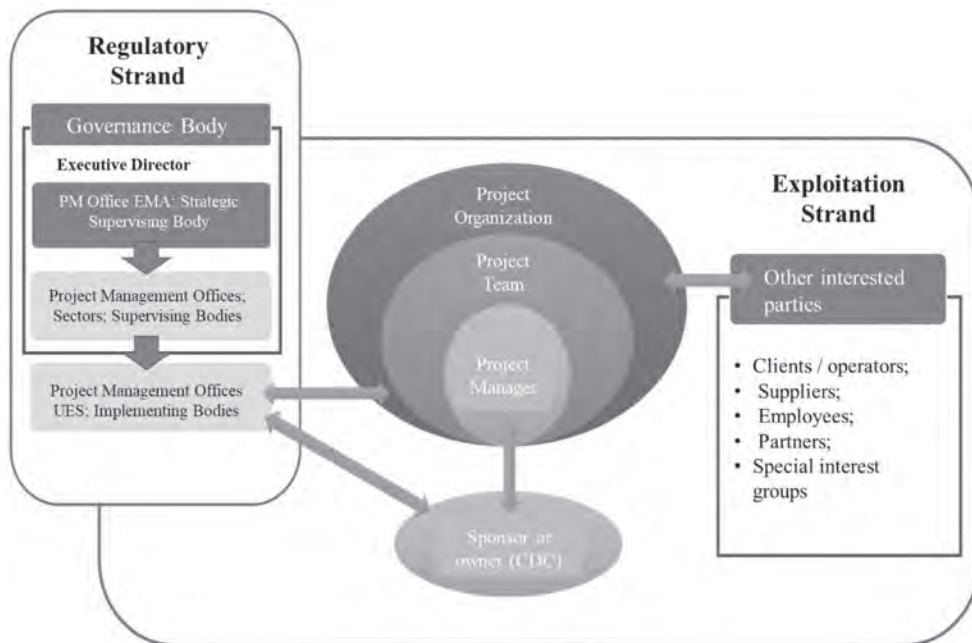 Regulatory
Strand
Governance Body
Executive Director
PM Office EMA: Strategic
Supervising Body
Project Management Offices;
Sectors; Supervising Bodies
Project Management Offices
UES; Implementing Bodies
Project
Organization
Project
Team
Project
Manager
Sponsor or
owner (CDC)
Exploitation
Strand
Other interested
parties
• Clients / operators;
• Suppliers;
• Employees;
• Partners;
• Special interest
groups